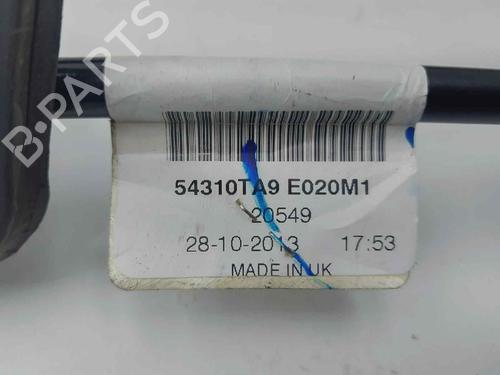 B-PARTS
54310TA9 E020M1
20549
28-10-2013 17:53
MADE IN UK